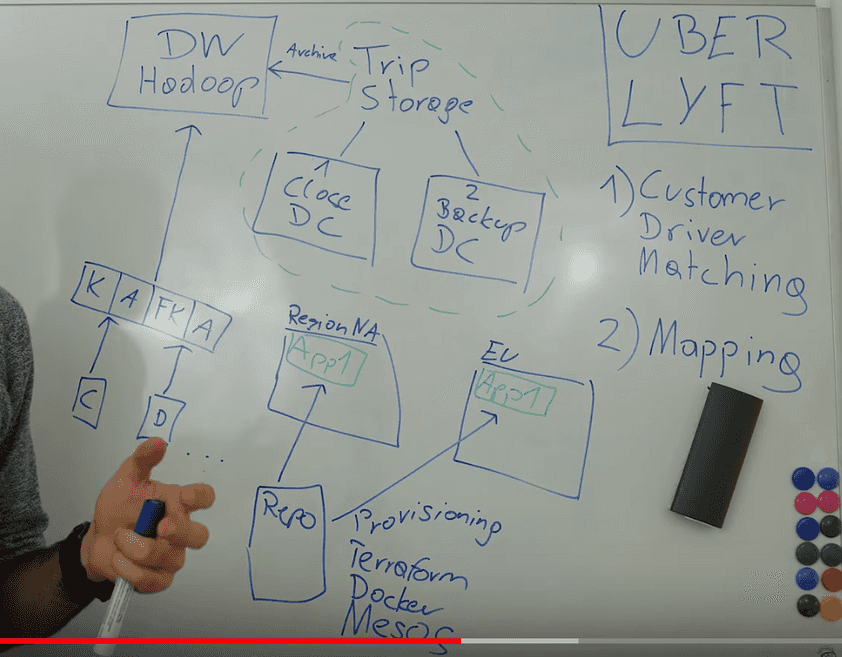 DW
Hadoop
Archive
Trip
Storage
UBER
LYFT
1) Customer
Driver
Matching
2) Mapping
1
Close
DC
2
Backup
DC
K A FK A
C
D
...
Region NA
App1
EU
App1
Repo
Provisioning
Terraform
Docker
Mesos